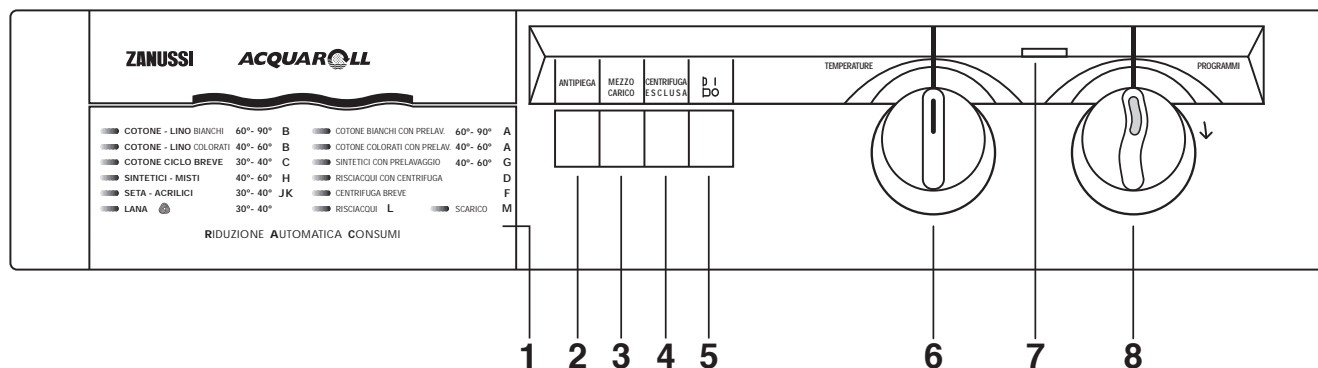 ZANUSSI ACQUAROLL
COTONE - LINO BIANCHI 60°- 90° B
COTONE - LINO COLORATI 40°- 60° B
COTONE CICLO BREVE 30°- 40° C
SINTETICI - MISTI 40°- 60° H
SETA - ACRILICI 30°- 40° JK
LANA 30°- 40°
COTONE BIANCHI CON PRELAV. 60°- 90° A
COTONE COLORATI CON PRELAV. 40°- 60° A
SINTETICI CON PRELAVAGGIO 40°- 60° G
RISCIACQUI CON CENTRIFUGA D
CENTRIFUGA BREVE F
RISCIACQUI L SCARICO M
RIDUZIONE AUTOMATICA CONSUMI
ANTIPIEGA
MEZZO
CARICO
CENTRIFUGA
ESCLUSA
TEMPERATURE
PROGRAMMI
1 2 3 4 5 6 7 8